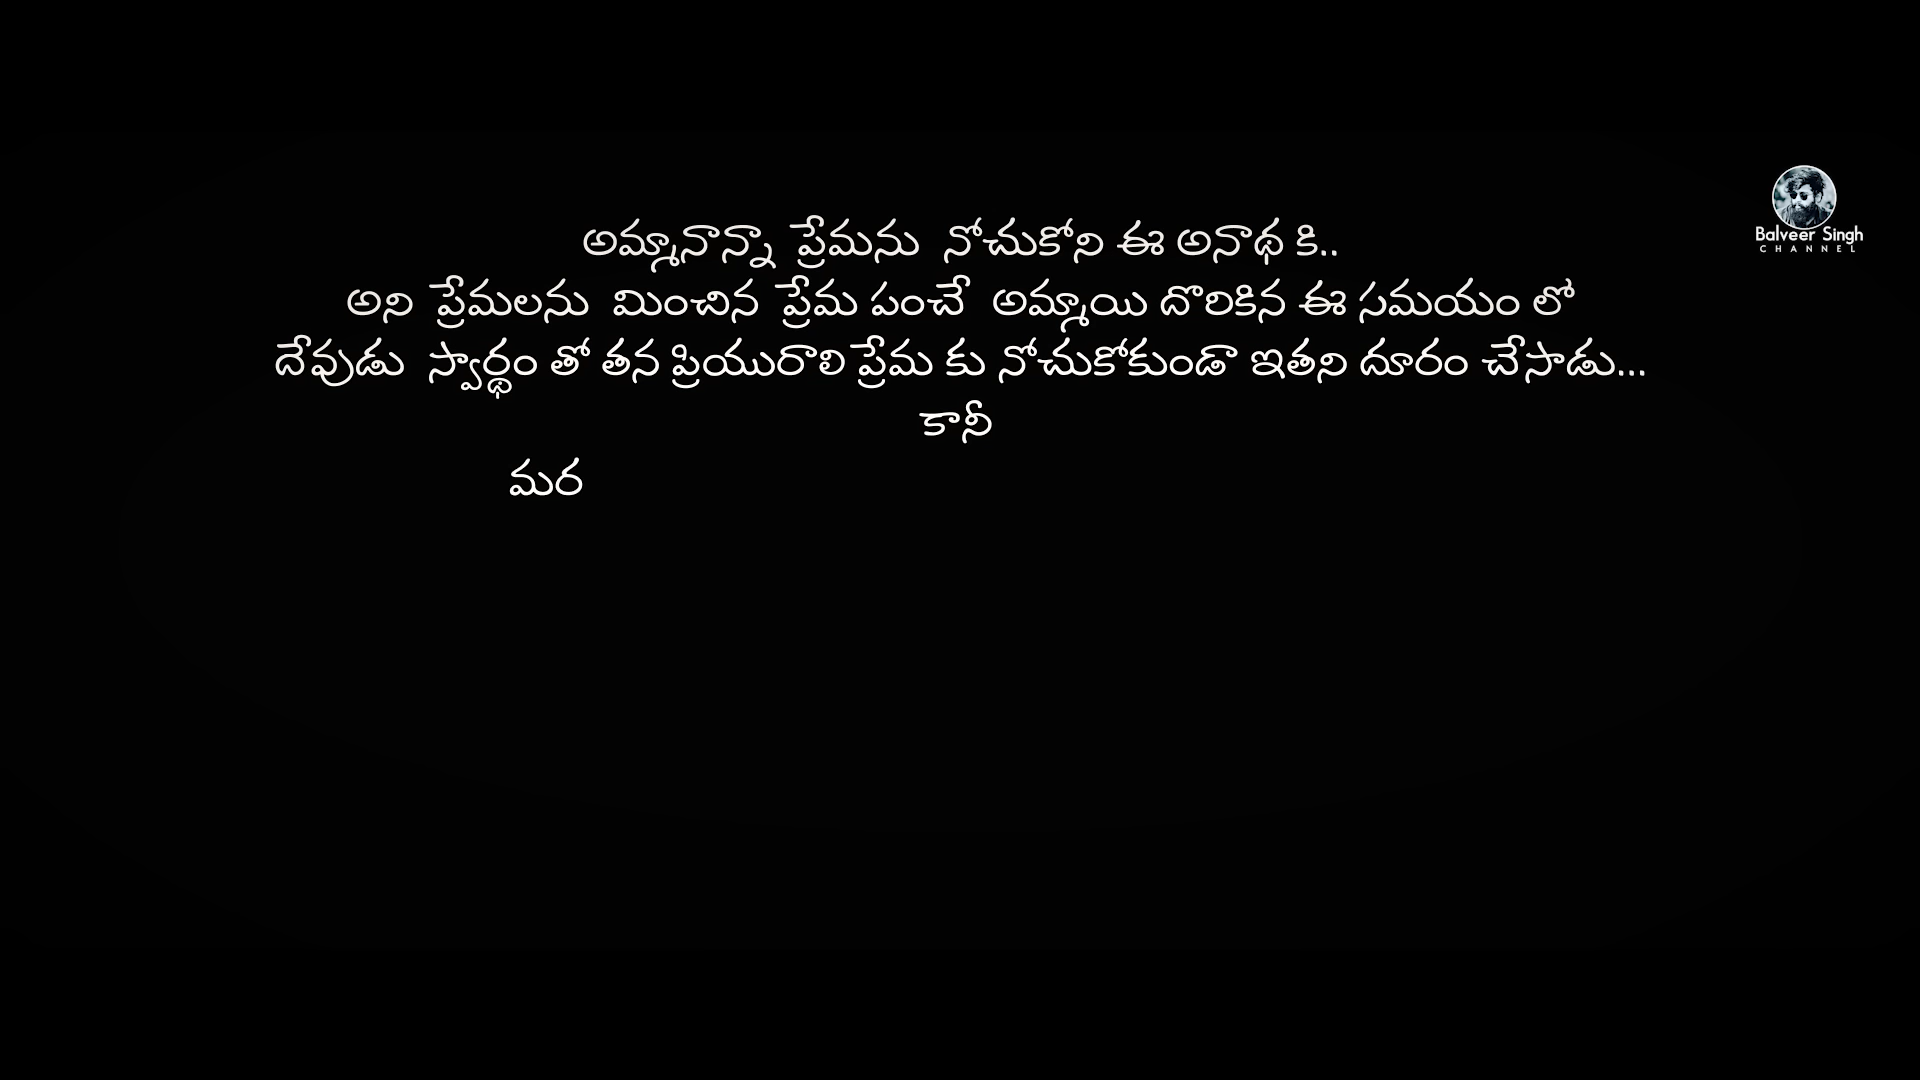 అమ్మానాన్నా ప్రేమను నోచుకోని ఈ అనాథ కి..
అని ప్రేమలను మించిన ప్రేమ పంచే అమ్మాయి దొరికిన ఈ సమయం లో
దేవుడు స్వార్థం తో తన ప్రియురాలి ప్రేమ కు నోచుకోకుండా ఇతని దూరం చేసాడు...
కానీ
మర
Balveer Singh
CHANNEL